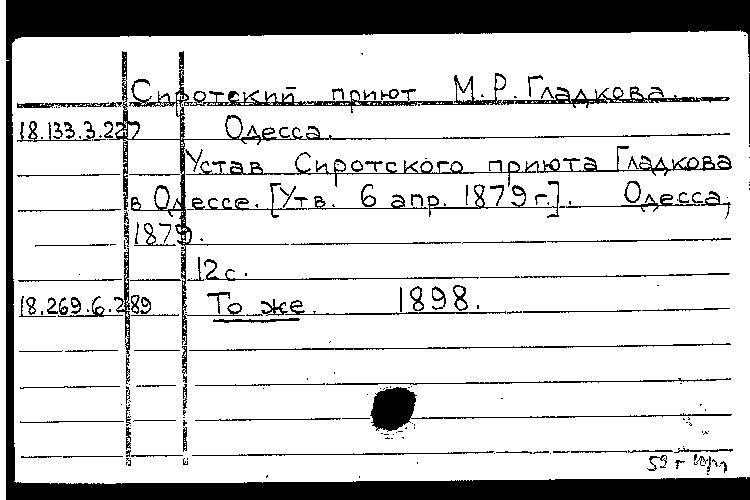 Сиротский приют М.Р. Гладкова.
18.133.3.227 Одесса.
Устав Сиротского приюта Гладкова
в Одессе. [Утв. 6 апр. 1879 г.]. Одесса,
1879.
12 с.
18.269.6.289 То же. 1898.
59 г